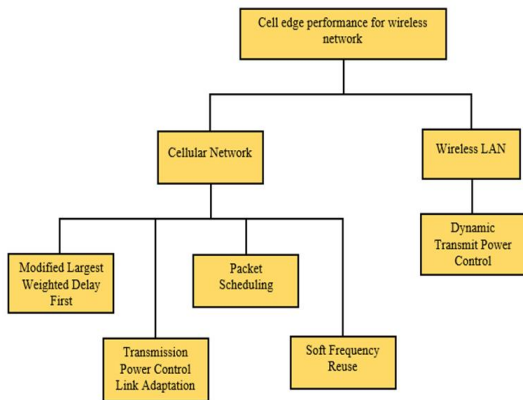 Cell edge performance for wireless
network
Cellular Network
Wireless LAN
Dynamic
Transmit Power
Control
Modified Largest
Weighted Delay
First
Packet
Scheduling
Transmission
Power Control
Link Adaptation
Soft Frequency
Reuse